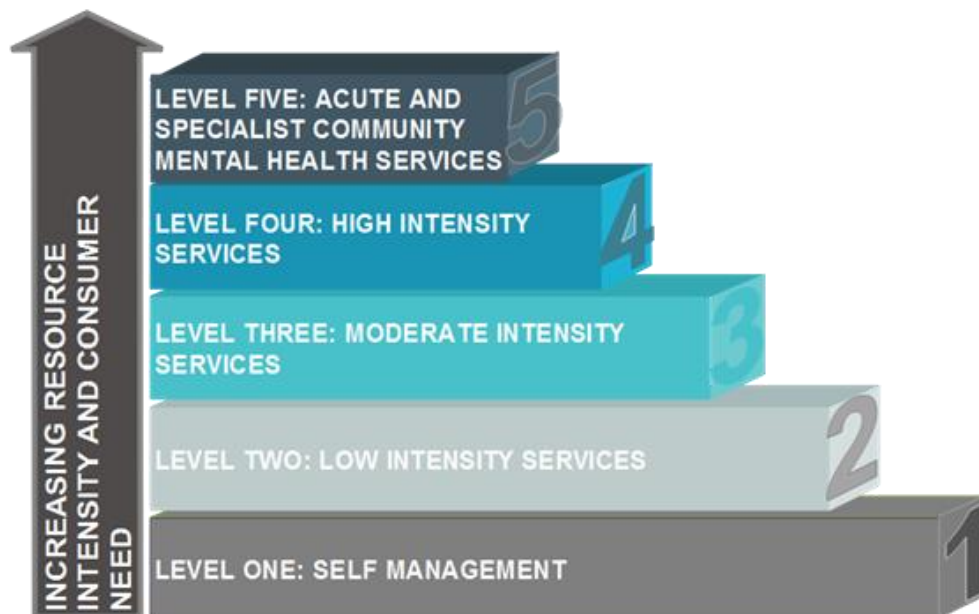 INCREASING RESOURCE
INTENSITY AND CONSUMER
NEED
LEVEL FIVE: ACUTE AND
SPECIALIST COMMUNITY
MENTAL HEALTH SERVICES
5
LEVEL FOUR: HIGH INTENSITY
SERVICES
4
LEVEL THREE: MODERATE INTENSITY
SERVICES
3
LEVEL TWO: LOW INTENSITY SERVICES
2
LEVEL ONE: SELF MANAGEMENT
1